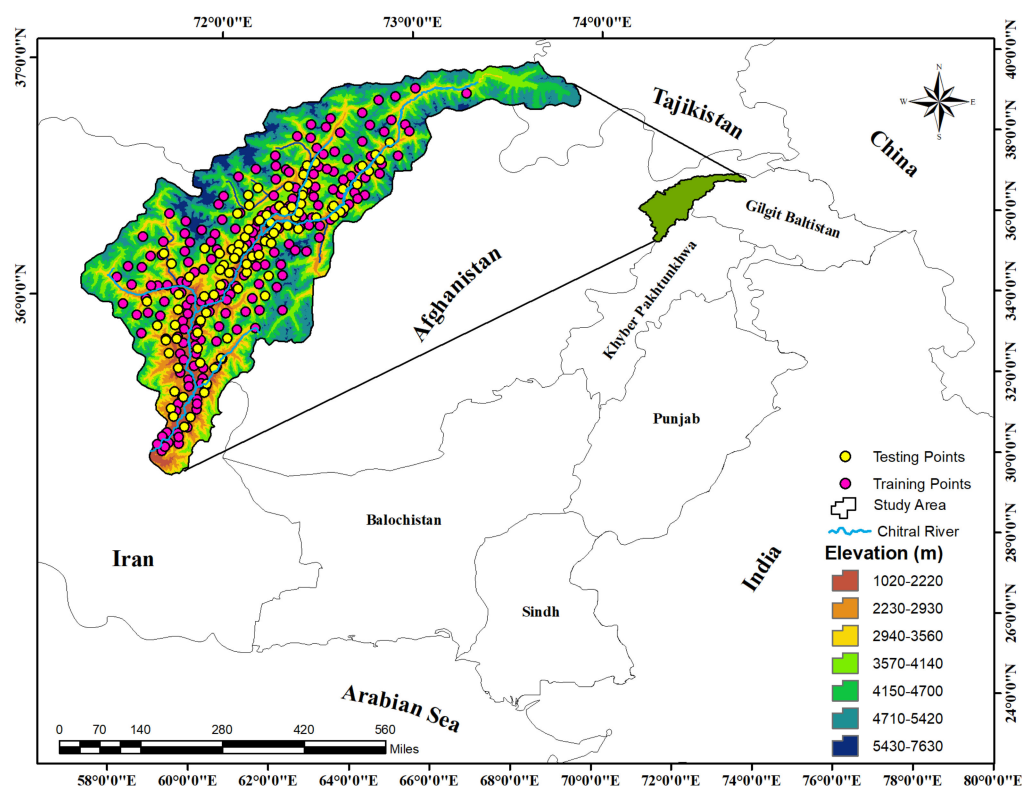 72°0'0"E 73°0'0"E 74°0'0"E
37°0'0"N
36°0'0"N
40°0'0"N
38°0'0"N
36°0'0"N
34°0'0"N
32°0'0"N
30°0'0"N
28°0'0"N
26°0'0"N
24°0'0"N
N
W E
S
Tajikistan
China
Gilgit Baltistan
Afghanistan
Khyber Pakhtunkhwa
Punjab
Balochistan
Iran
India
Sindh
Arabian Sea
Testing Points
Training Points
Study Area
Chitral River
Elevation (m)
1020-2220
2230-2930
2940-3560
3570-4140
4150-4700
4710-5420
5430-7630
0 70 140 280 420 560
Miles
58°0'0"E 60°0'0"E 62°0'0"E 64°0'0"E 66°0'0"E 68°0'0"E 70°0'0"E 72°0'0"E 74°0'0"E 76°0'0"E 78°0'0"E 80°0'0"E